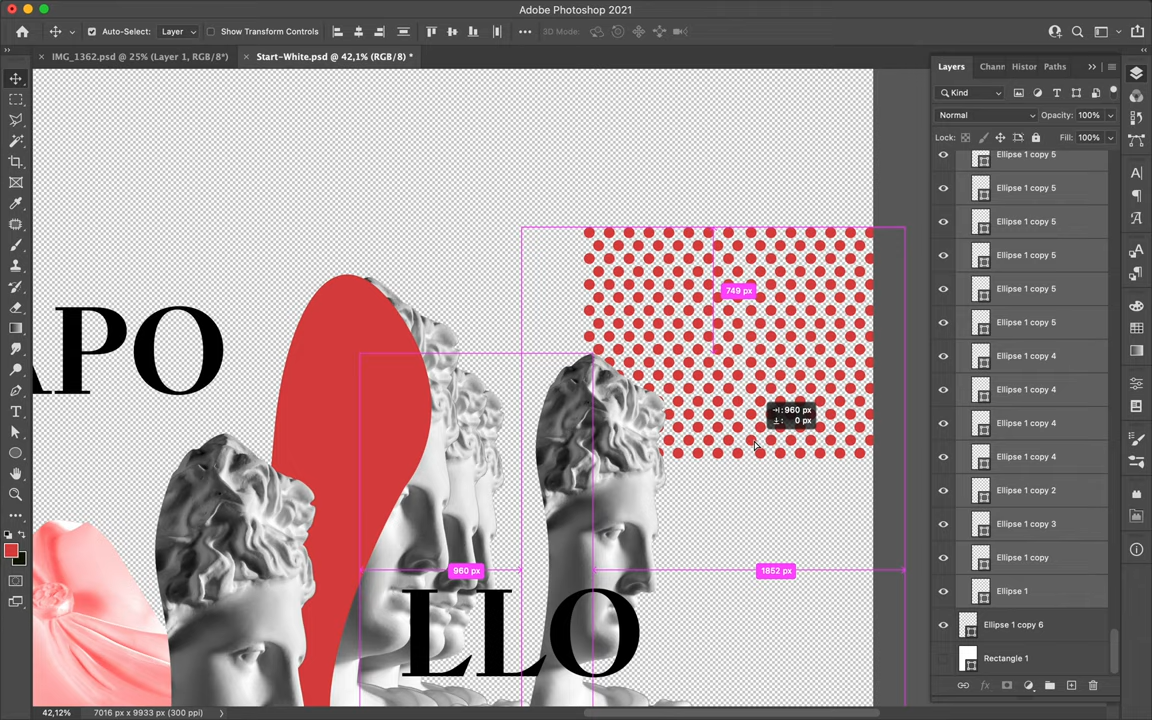 Adobe Photoshop 2021
Auto-Select: Layer Show Transform Controls ••• 3D Mode:
IMG_1362.psd @ 25% (Layer 1, RGB/8*) Start-White.psd @ 42,1% (RGB/8) *
Layers Chann Histor Paths
Kind
Normal Opacity: 100%
Lock: Fill: 100%
Ellipse 1 copy 5
Ellipse 1 copy 5
Ellipse 1 copy 5
Ellipse 1 copy 5
Ellipse 1 copy 5
Ellipse 1 copy 5
Ellipse 1 copy 4
Ellipse 1 copy 4
Ellipse 1 copy 4
Ellipse 1 copy 4
Ellipse 1 copy 2
Ellipse 1 copy 3
Ellipse 1 copy
Ellipse 1
Ellipse 1 copy 6
Rectangle 1
749 px
APO
960 px
0 px
960 px
1852 px
LLO
42,12% 7016 px x 9933 px (300 ppi)